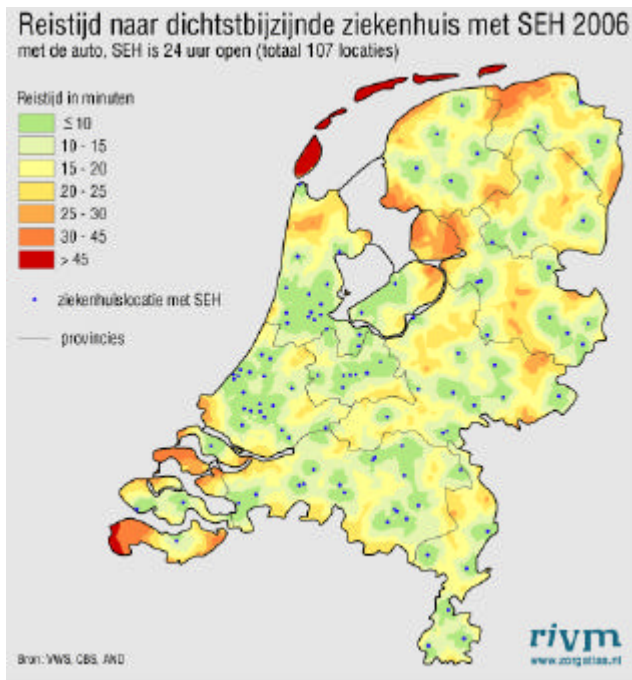 Reistijd naar dichtstbijzijnde ziekenhuis met SEH 2006
met de auto, SEH is 24 uur open (totaal 107 locaties)
Reistijd in minuten
≤ 10
10 - 15
15 - 20
20 - 25
25 - 30
30 - 45
> 45
ziekenhuislocatie met SEH
provincies
Bron: VWS, CBS, AND
rivm
www.zorgatlas.nl